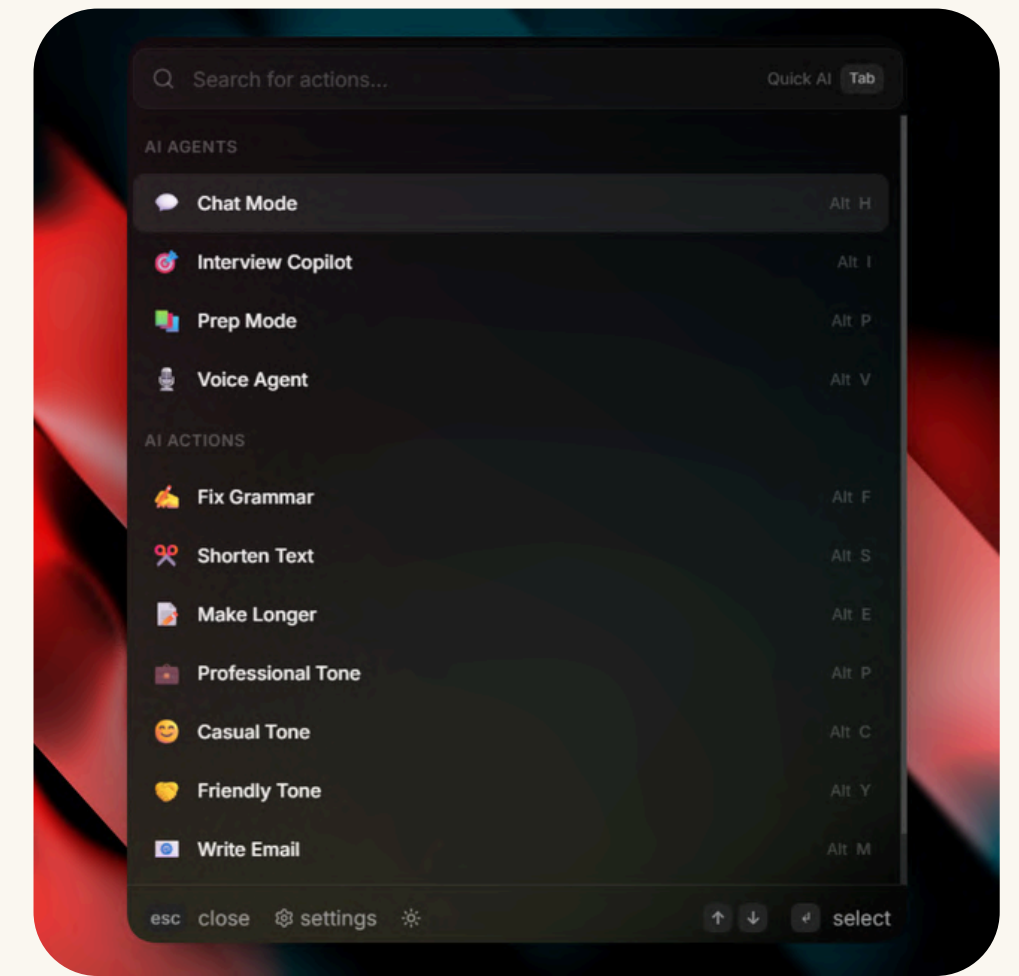 Search for actions... Quick AI Tab
AI AGENTS
Chat Mode Alt H
Interview Copilot Alt I
Prep Mode Alt P
Voice Agent Alt V
AI ACTIONS
Fix Grammar Alt F
Shorten Text Alt S
Make Longer Alt E
Professional Tone Alt P
Casual Tone Alt C
Friendly Tone Alt Y
Write Email Alt M
esc close settings select